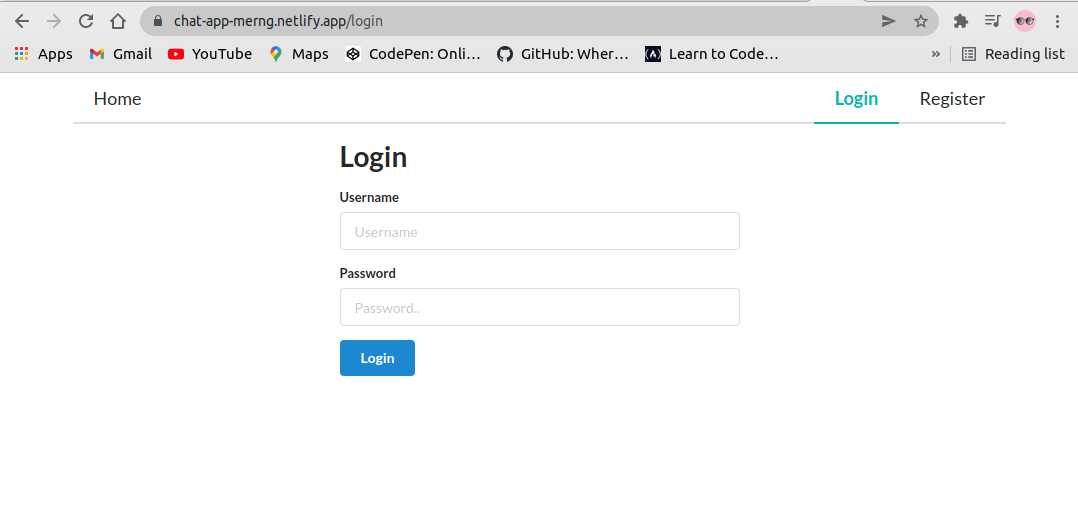 chat-app-merng.netlify.app/login
Apps Gmail YouTube Maps CodePen: Onli... GitHub: Wher... Learn to Code... » Reading list
Home Login Register
Login
Username
Username
Password
Password..
Login